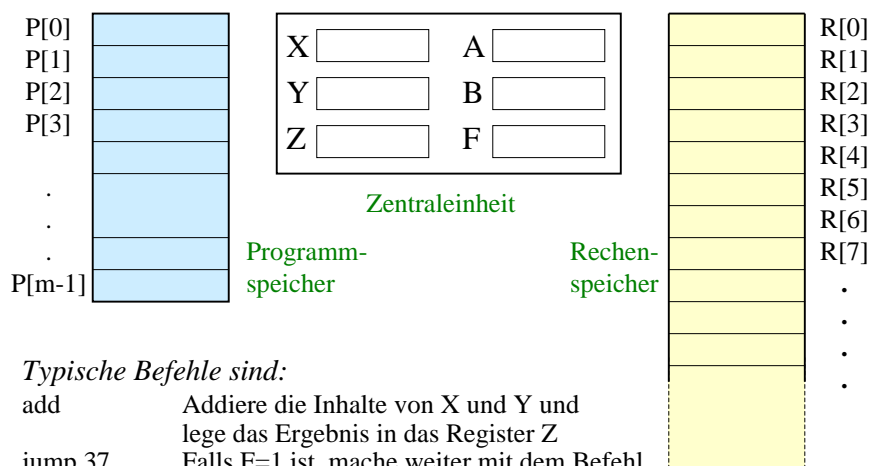 P[0]
P[1]
P[2]
P[3]
.
.
.
P[m-1]
X
A
Y
B
Z
F
Zentraleinheit
Programm-
speicher
Rechen-
speicher
R[0]
R[1]
R[2]
R[3]
R[4]
R[5]
R[6]
R[7]
.
.
.
.
Typische Befehle sind:
add Addiere die Inhalte von X und Y und
lege das Ergebnis in das Register Z
jump 37 Falls F=1 ist, mache weiter mit dem Befehl